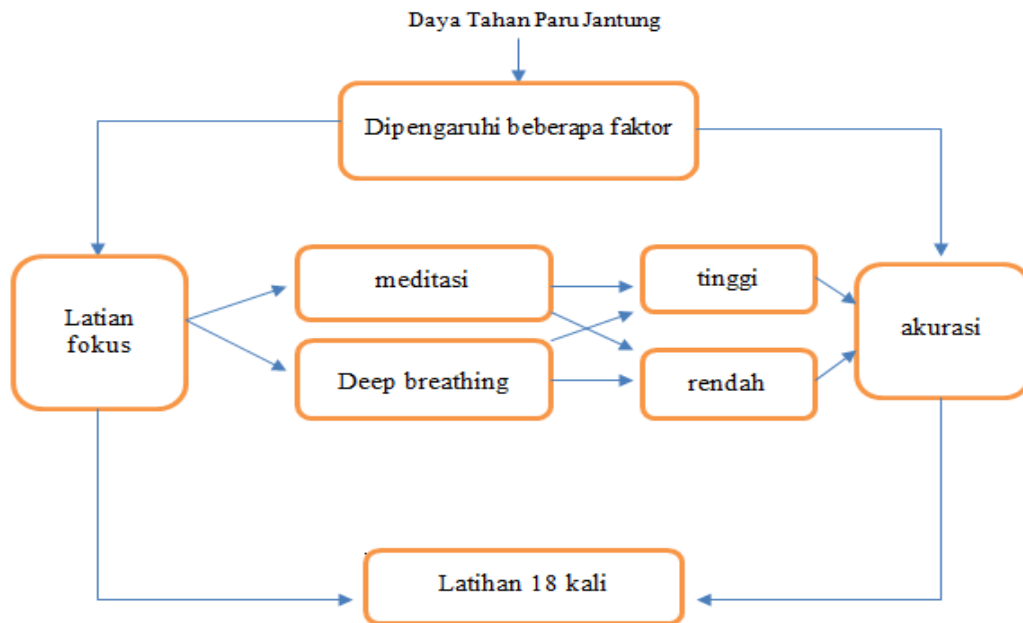 Daya Tahan Paru Jantung
Dipengaruhi beberapa faktor
Latian
fokus
meditasi
Deep breathing
tinggi
rendah
akurasi
Latihan 18 kali